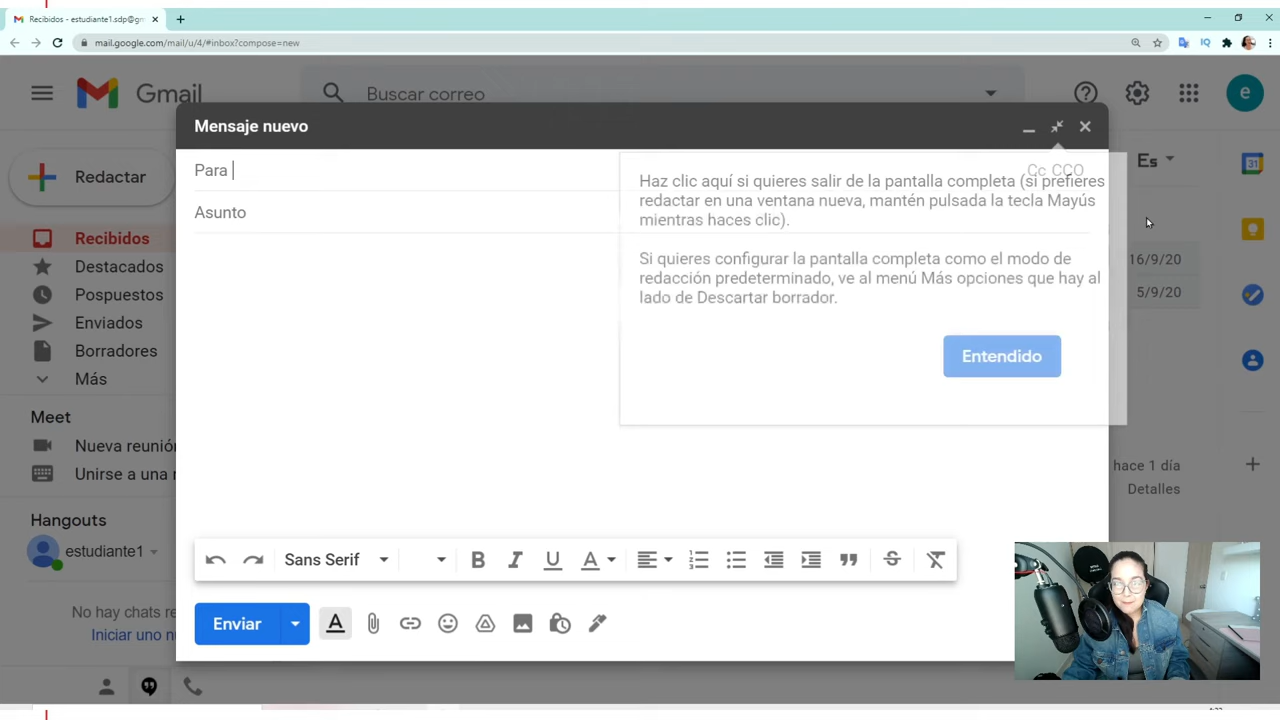 Recibidos - estudiante1.sdp@gm
mail.google.com/mail/u/4/#inbox?compose=new
Gmail
Buscar correo
e
Mensaje nuevo
Redactar
Para
Cc CCO
Es
Haz clic aquí si quieres salir de la pantalla completa (si prefieres
redactar en una ventana nueva, mantén pulsada la tecla Mayús
mientras haces clic).
Asunto
Recibidos
Destacados
Si quieres configurar la pantalla completa como el modo de
redacción predeterminado, ve al menú Más opciones que hay al
lado de Descartar borrador.
16/9/20
5/9/20
Pospuestos
Enviados
Borradores
Entendido
Más
Meet
Nueva reunión
Unirse a una r
hace 1 día
Detalles
Hangouts
estudiante1
Sans Serif
B I U A
No hay chats re
Iniciar uno nu
Enviar
A